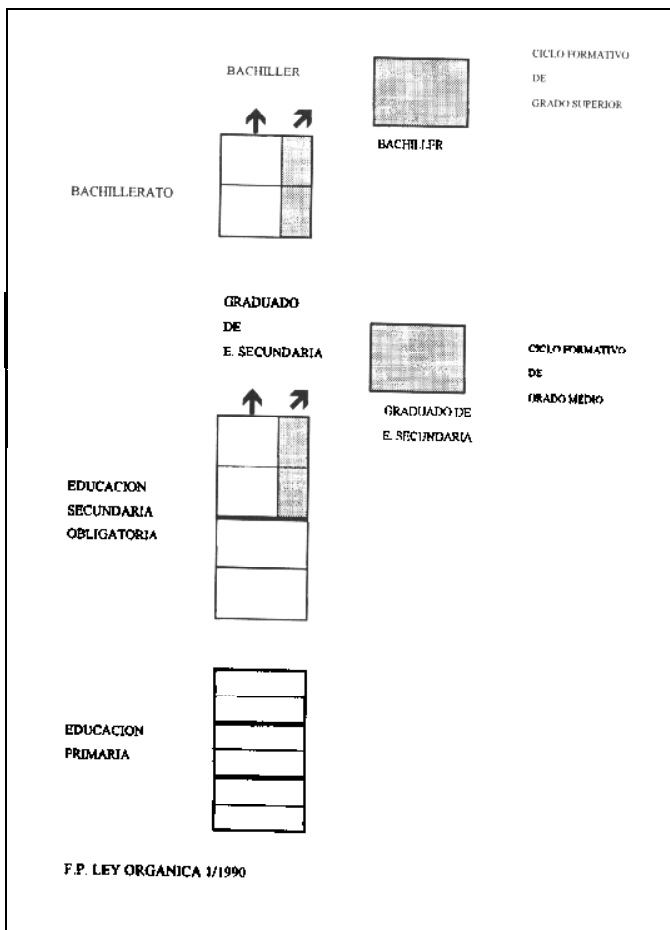 BACHILLER
CICLO FORMATIVO
DE
GRADO SUPERIOR
BACHILLER
BACHILLERATO
GRADUADO
DE
E. SECUNDARIA
CICLO FORMATIVO
DE
GRADO MÉDIO
GRADUADO DE
E. SECUNDARIA
EDUCACION
SECUNDARIA
OBLIGATORIA
EDUCACION
PRIMARIA
F.P. LEY ORGANICA 1/1990